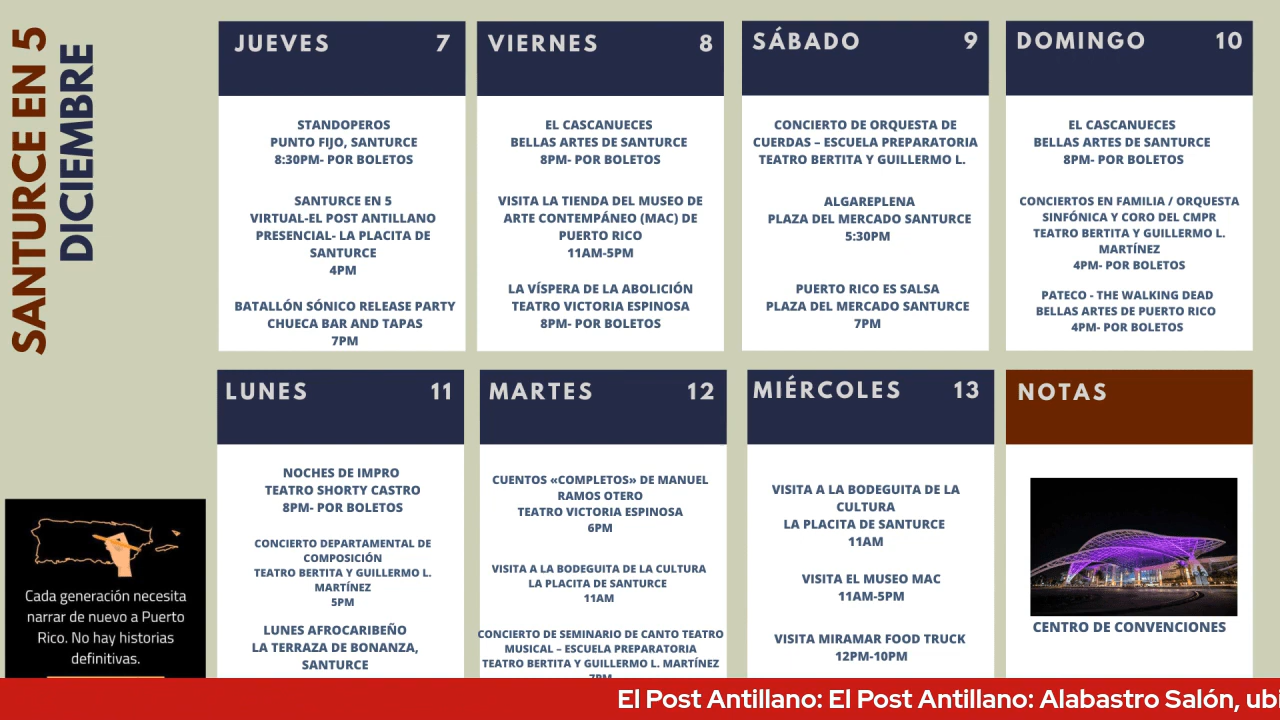 SANTURCE EN 5
DICIEMBRE
JUEVES 7
STANDOPEROS
PUNTO FIJO, SANTURCE
8:30PM- POR BOLETOS
SANTURCE EN 5
VIRTUAL-EL POST ANTILLANO
PRESENCIAL- LA PLACITA DE
SANTURCE
4PM
BATALLÓN SÓNICO RELEASE PARTY
CHUECA BAR AND TAPAS
7PM
VIERNES 8
EL CASCANUECES
BELLAS ARTES DE SANTURCE
8PM- POR BOLETOS
VISITA LA TIENDA DEL MUSEO DE
ARTE CONTEMPÁNEO (MAC) DE
PUERTO RICO
11AM-5PM
LA VÍSPERA DE LA ABOLICIÓN
TEATRO VICTORIA ESPINOSA
8PM- POR BOLETOS
SÁBADO 9
CONCIERTO DE ORQUESTA DE
CUERDAS – ESCUELA PREPARATORIA
TEATRO BERTITA Y GUILLERMO L.
ALGAREPLENA
PLAZA DEL MERCADO SANTURCE
5:30PM
PUERTO RICO ES SALSA
PLAZA DEL MERCADO SANTURCE
7PM
DOMINGO 10
EL CASCANUECES
BELLAS ARTES DE SANTURCE
8PM- POR BOLETOS
CONCIERTOS EN FAMILIA / ORQUESTA
SINFÓNICA Y CORO DEL CMPR
TEATRO BERTITA Y GUILLERMO L.
MARTÍNEZ
4PM- POR BOLETOS
PATECO - THE WALKING DEAD
BELLAS ARTES DE PUERTO RICO
4PM- POR BOLETOS
LUNES 11
NOCHES DE IMPRO
TEATRO SHORTY CASTRO
8PM- POR BOLETOS
CONCIERTO DEPARTAMENTAL DE
COMPOSICIÓN
TEATRO BERTITA Y GUILLERMO L.
MARTÍNEZ
5PM
LUNES AFROCARIBEÑO
LA TERRAZA DE BONANZA,
SANTURCE
MARTES 12
CUENTOS «COMPLETOS» DE MANUEL
RAMOS OTERO
TEATRO VICTORIA ESPINOSA
6PM
VISITA A LA BODEGUITA DE LA CULTURA
LA PLACITA DE SANTURCE
11AM
CONCIERTO DE SEMINARIO DE CANTO TEATRO
MUSICAL – ESCUELA PREPARATORIA
TEATRO BERTITA Y GUILLERMO L. MARTÍNEZ
7PM
MIÉRCOLES 13
VISITA A LA BODEGUITA DE LA
CULTURA
LA PLACITA DE SANTURCE
11AM
VISITA EL MUSEO MAC
11AM-5PM
VISITA MIRAMAR FOOD TRUCK
12PM-10PM
NOTAS
CENTRO DE CONVENCIONES
Cada generación necesita
narrar de nuevo a Puerto
Rico. No hay historias
definitivas.
El Post Antillano: El Post Antillano: Alabastro Salón, ubi